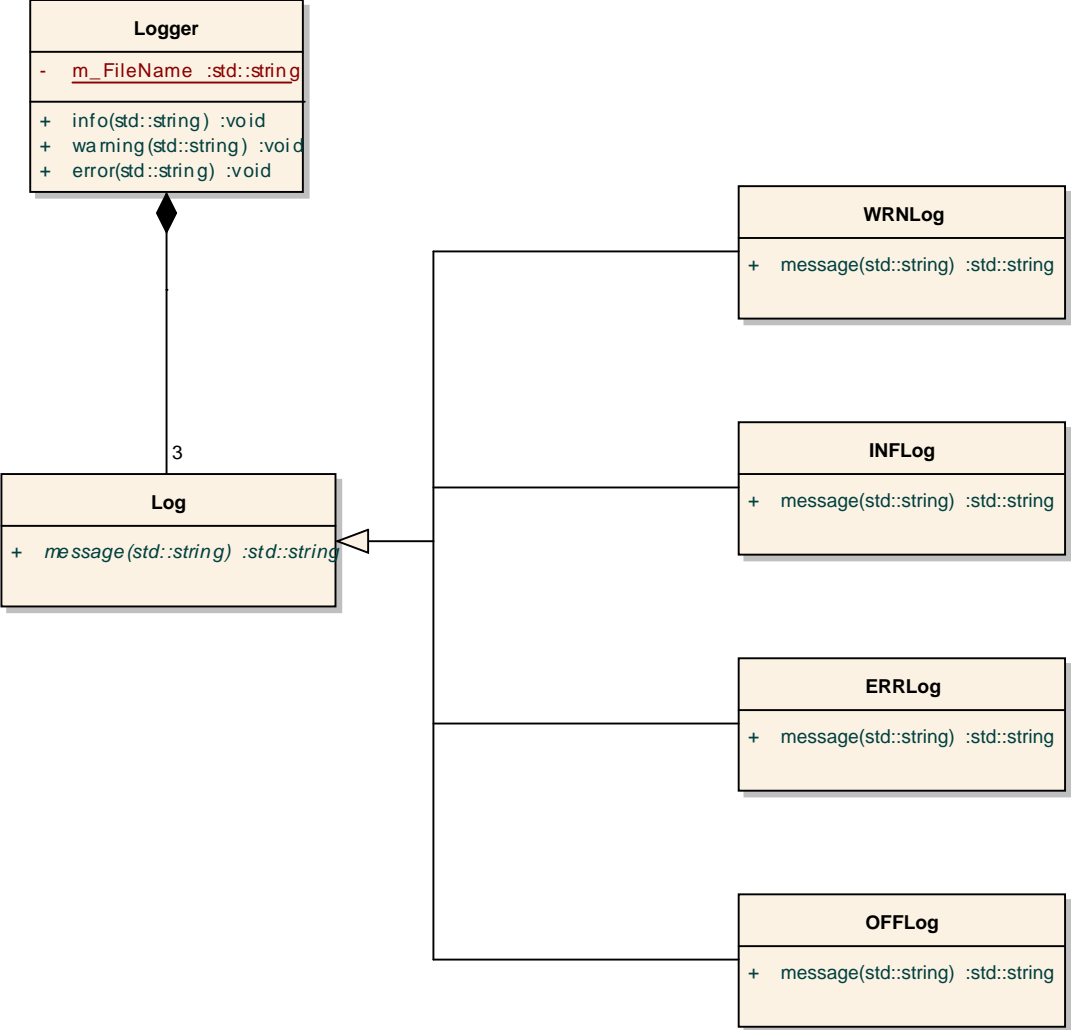 Logger
- m_FileName :std::string
+ info(std::string) :void
+ warning(std::string) :void
+ error(std::string) :void
WRNLog
+ message(std::string) :std::string
3
INFLog
+ message(std::string) :std::string
Log
+ message(std::string) :std::string
ERRLog
+ message(std::string) :std::string
OFFLog
+ message(std::string) :std::string